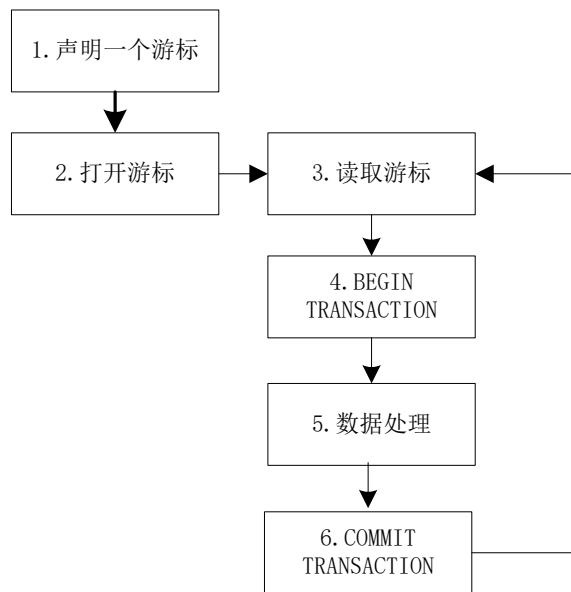 1.声明一个游标
2.打开游标
3.读取游标
4.BEGIN
TRANSACTION
5.数据处理
6.COMMIT
TRANSACTION